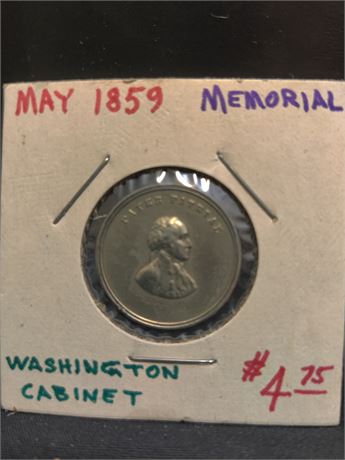 MAY 1859 MEMORIAL
PATER PATRIAE
WASHINGTON
CABINET
#4.75